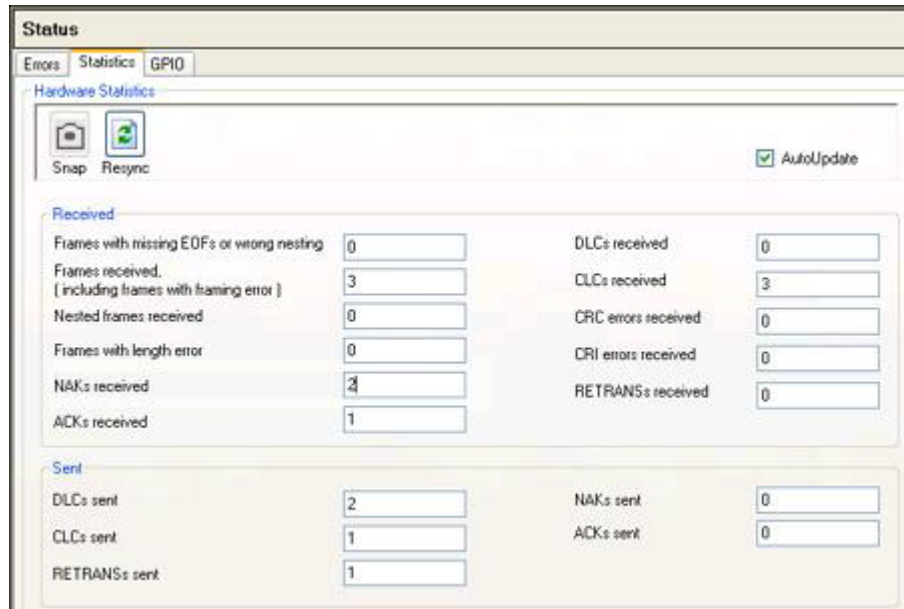 Status
Errors Statistics GPIO
Hardware Statistics
Snap Resync
AutoUpdate
Received
Frames with missing EOFs or wrong nesting 0
Frames received.
( including frames with framing error ) 3
Nested frames received 0
Frames with length error 0
NAKs received 2
ACKs received 1
DLCs received 0
CLCs received 3
CRC errors received 0
CRI errors received 0
RETRANSs received 0
Sent
DLCs sent 2
CLCs sent 1
RETRANSs sent 1
NAKs sent 0
ACKs sent 0